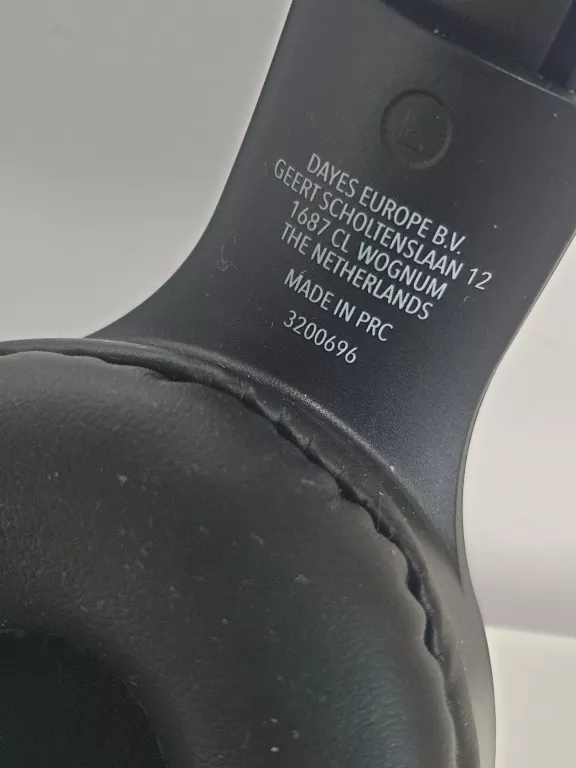 DAYES EUROPE B.V.
GEERT SCHOLTENSLAAN 12
1687 CL WOGNUM
THE NETHERLANDS
MADE IN PRC
3200696